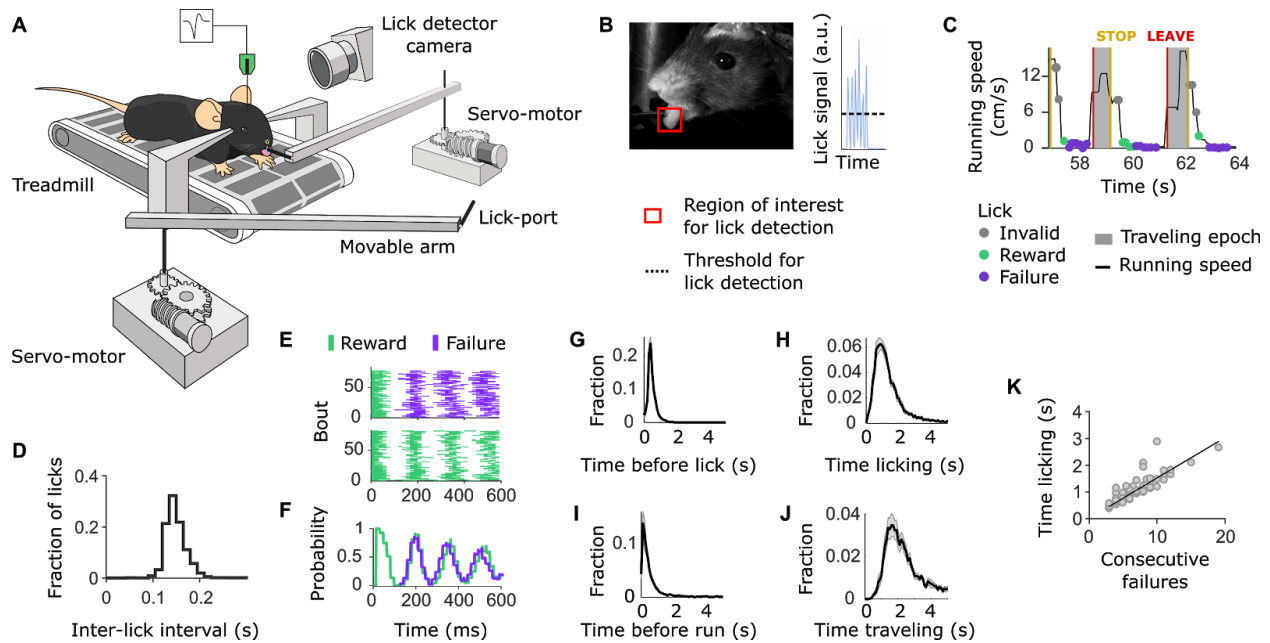 A
Lick detector
camera
Servo-motor
Treadmill
Lick-port
Movable arm
Servo-motor
B
Lick signal (a.u.)
Time
Region of interest
for lick detection
Threshold for
lick detection
C
STOP
LEAVE
Running speed
(cm/s)
12
6
0
58
60
62
64
Time (s)
Lick
Invalid
Reward
Failure
Traveling epoch
Running speed
D
Fraction of licks
0.4
0.2
0
0
0.1
0.2
Inter-lick interval (s)
E
Reward
Failure
Bout
50
0
50
0
0
200
400
600
F
Probability
1
0.5
0
0
200
400
600
Time (ms)
G
Fraction
0.2
0.1
0
0
2
4
Time before lick (s)
H
Fraction
0.06
0.04
0.02
0
0
2
4
Time licking (s)
I
Fraction
0.1
0
0
2
4
Time before run (s)
J
Fraction
0.04
0.02
0
0
2
4
Time traveling (s)
K
Time licking (s)
4
3
2
1
0
0
10
20
Consecutive
failures